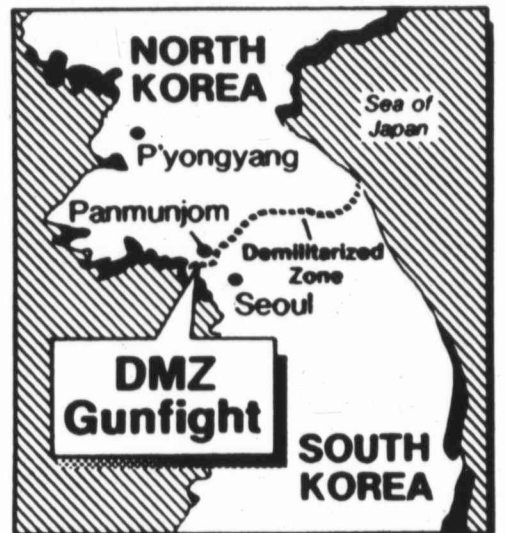 NORTH
KOREA
Sea of
Japan
P'yongyang
Panmunjom
Demilitarized
Zone
Seoul
DMZ
Gunfight
SOUTH
KOREA